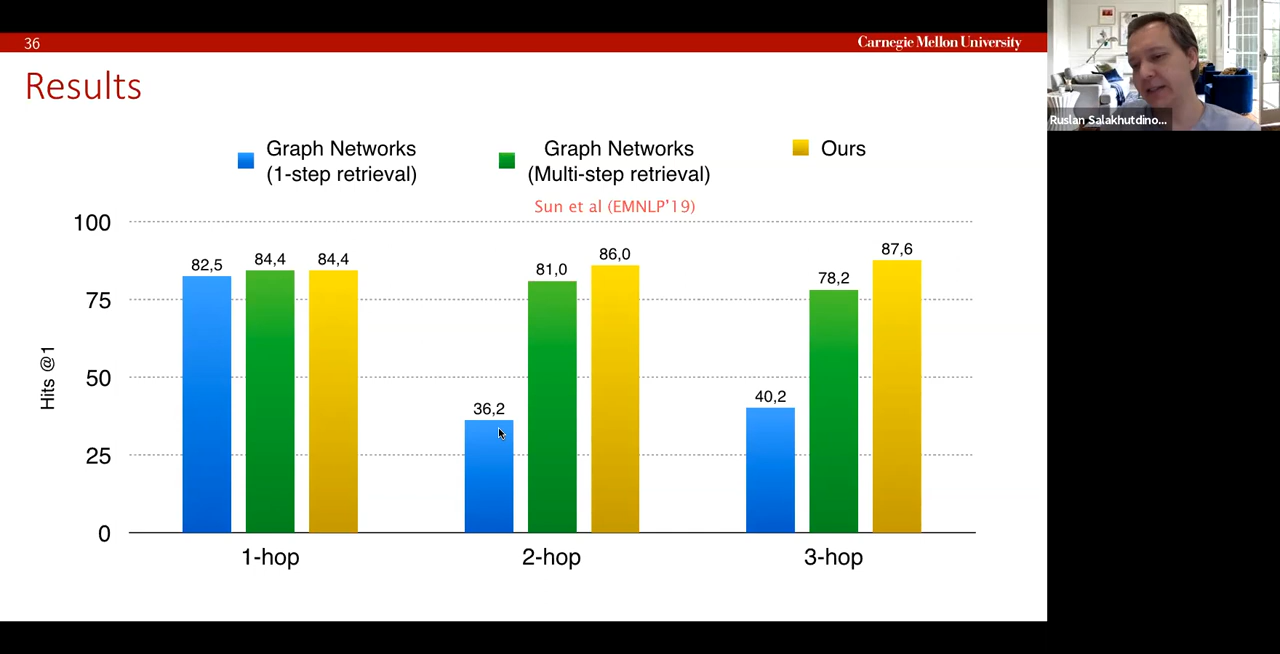 36
Carnegie Mellon University
Ruslan Salakhutdino...
Results
Graph Networks
(1-step retrieval)
Graph Networks
(Multi-step retrieval)
Ours
Sun et al (EMNLP'19)
100
75
50
25
0
Hits @1
82,5
84,4
84,4
36,2
81,0
86,0
40,2
78,2
87,6
1-hop
2-hop
3-hop